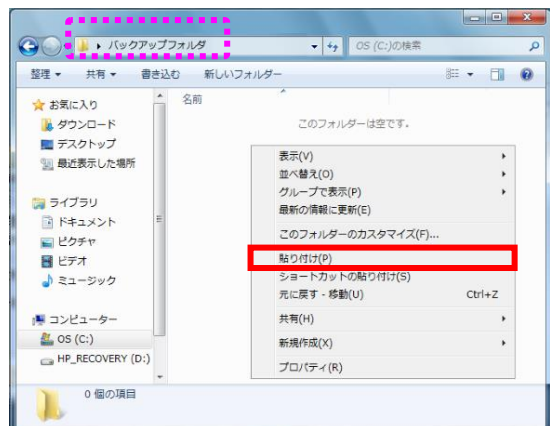 バックアップフォルダ
OS (C:)の検索
整理 共有 書き込む 新しいフォルダー
お気に入り
ダウンロード
デスクトップ
最近表示した場所
ライブラリ
ドキュメント
ピクチャ
ビデオ
ミュージック
コンピューター
OS (C:)
HP_RECOVERY (D:)
名前
このフォルダーは空です。
表示(V)
並べ替え(O)
グループで表示(P)
最新の情報に更新(E)
このフォルダーのカスタマイズ(F)...
貼り付け(P)
ショートカットの貼り付け(S)
元に戻す - 移動(U) Ctrl+Z
共有(H)
新規作成(X)
プロパティ(R)
0 個の項目